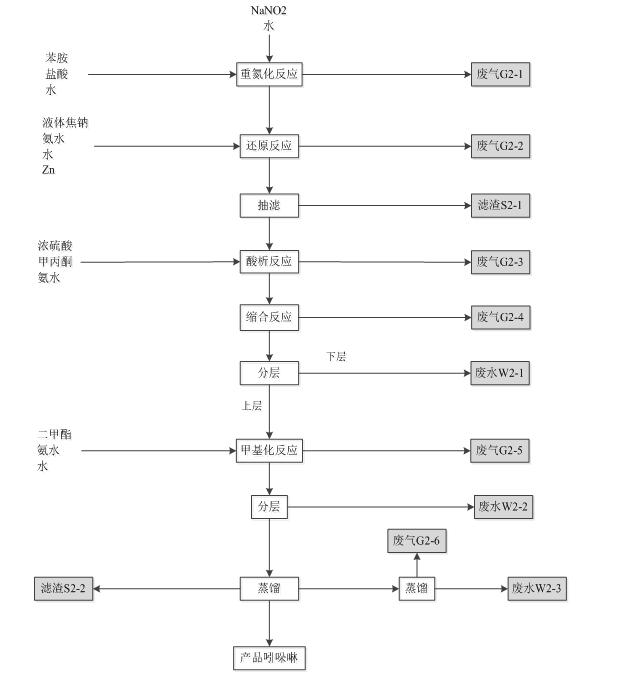 NaNO2
水
苯胺
盐酸
水
重氮化反应
废气G2-1
液体焦钠
氨水
水
Zn
还原反应
废气G2-2
抽滤
滤渣S2-1
浓硫酸
甲丙酮
氨水
酸析反应
废气G2-3
缩合反应
废气G2-4
下层
分层
废水W2-1
上层
二甲酯
氨水
水
甲基化反应
废气G2-5
分层
废水W2-2
废气G2-6
滤渣S2-2
蒸馏
蒸馏
废水W2-3
产品吲哚啉